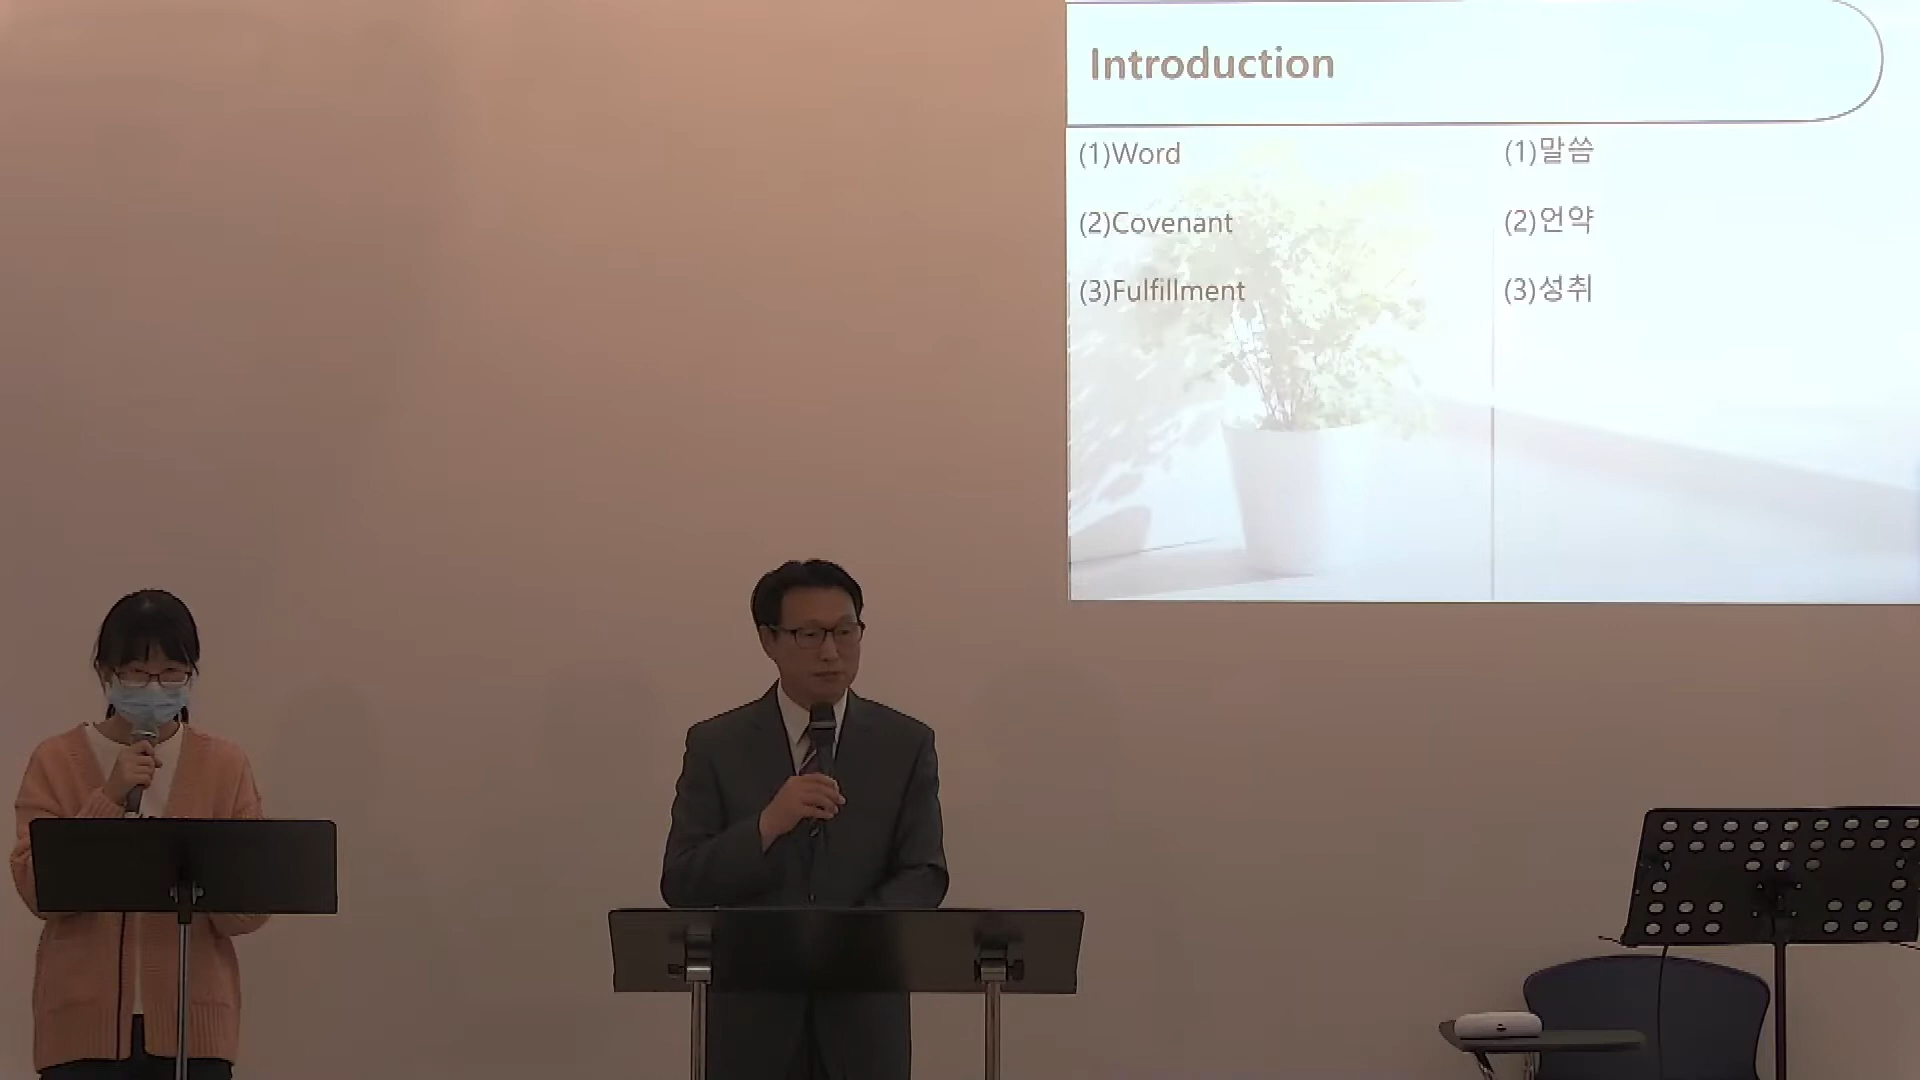 Introduction
(1)Word
(2)Covenant
(3)Fulfillment
(1)말씀
(2)언약
(3)성취